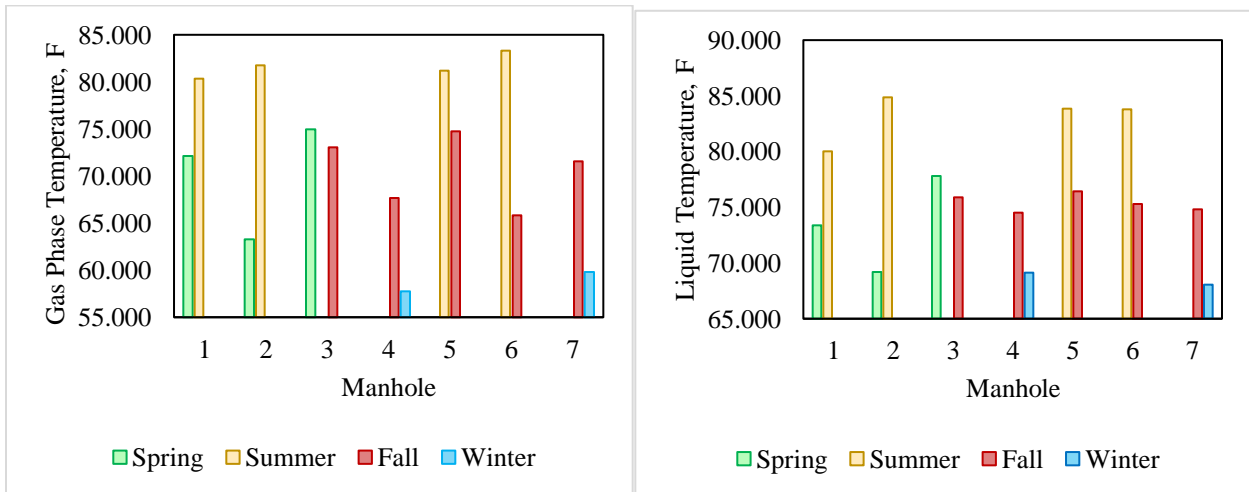 Gas Phase Temperature, F
85.000
80.000
75.000
70.000
65.000
60.000
55.000
1 2 3 4 5 6 7
Manhole
Spring Summer Fall Winter
Liquid Temperature, F
90.000
85.000
80.000
75.000
70.000
65.000
1 2 3 4 5 6 7
Manhole
Spring Summer Fall Winter